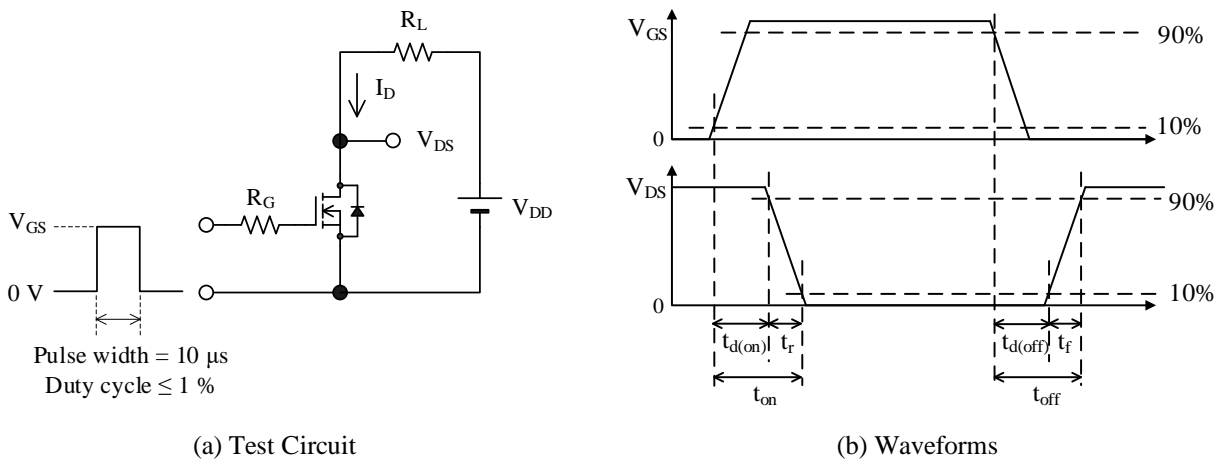 R_L
I_D
V_DS
R_G
V_DD
V_GS
0 V
Pulse width = 10 μs
Duty cycle ≤ 1 %
(a) Test Circuit
V_GS
90%
10%
0
V_DS
90%
10%
0
t_d(on) t_r t_d(off) t_f
t_on t_off
(b) Waveforms